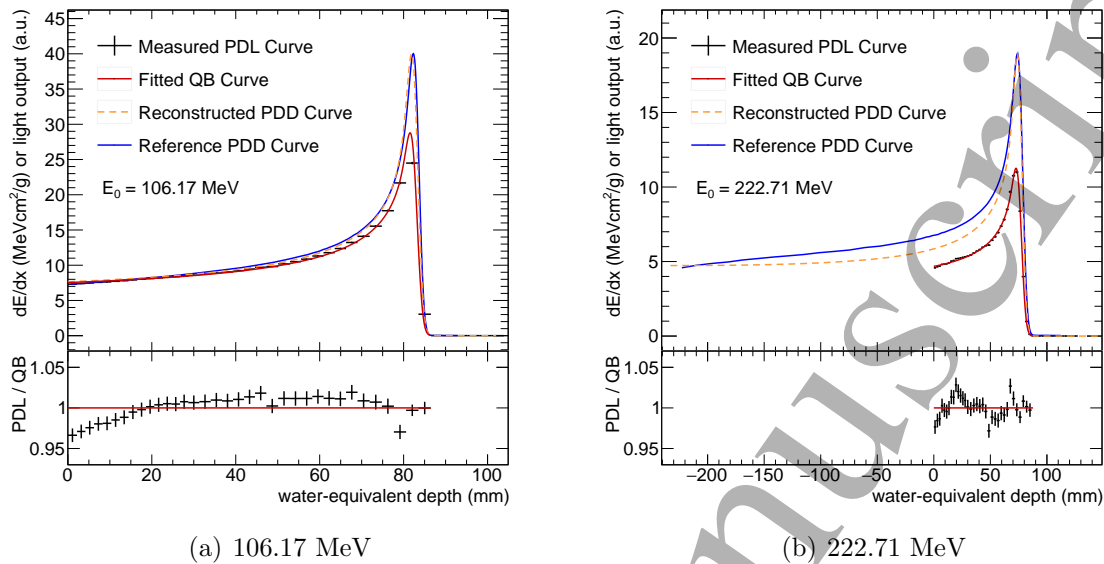 dE/dx (MeVcm²/g) or light output (a.u.)
40
35
30
25
20
15
10
5
0
Measured PDL Curve
Fitted QB Curve
Reconstructed PDD Curve
Reference PDD Curve
E₀ = 106.17 MeV
PDL / QB
1.05
1
0.95
0 20 40 60 80 100
water-equivalent depth (mm)
(a) 106.17 MeV
dE/dx (MeVcm²/g) or light output (a.u.)
20
15
10
5
0
Measured PDL Curve
Fitted QB Curve
Reconstructed PDD Curve
Reference PDD Curve
E₀ = 222.71 MeV
PDL / QB
1.05
1
0.95
−200 −150 −100 −50 0 50 100
water-equivalent depth (mm)
(b) 222.71 MeV
nuscrip